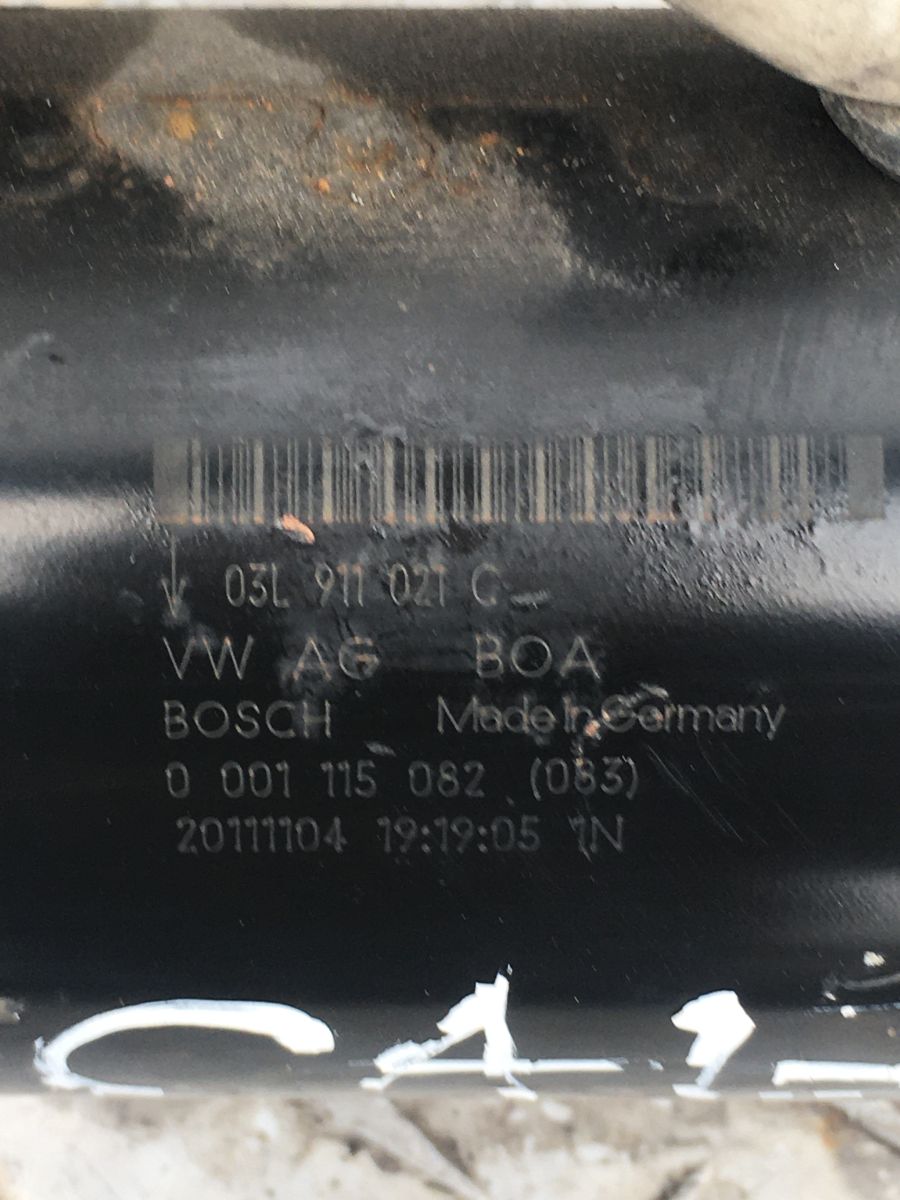 03L 911 021 C
VW AG BOA
BOSCH Made in Germany
0 001 115 082 (083)
20111104 19:19:05 1N